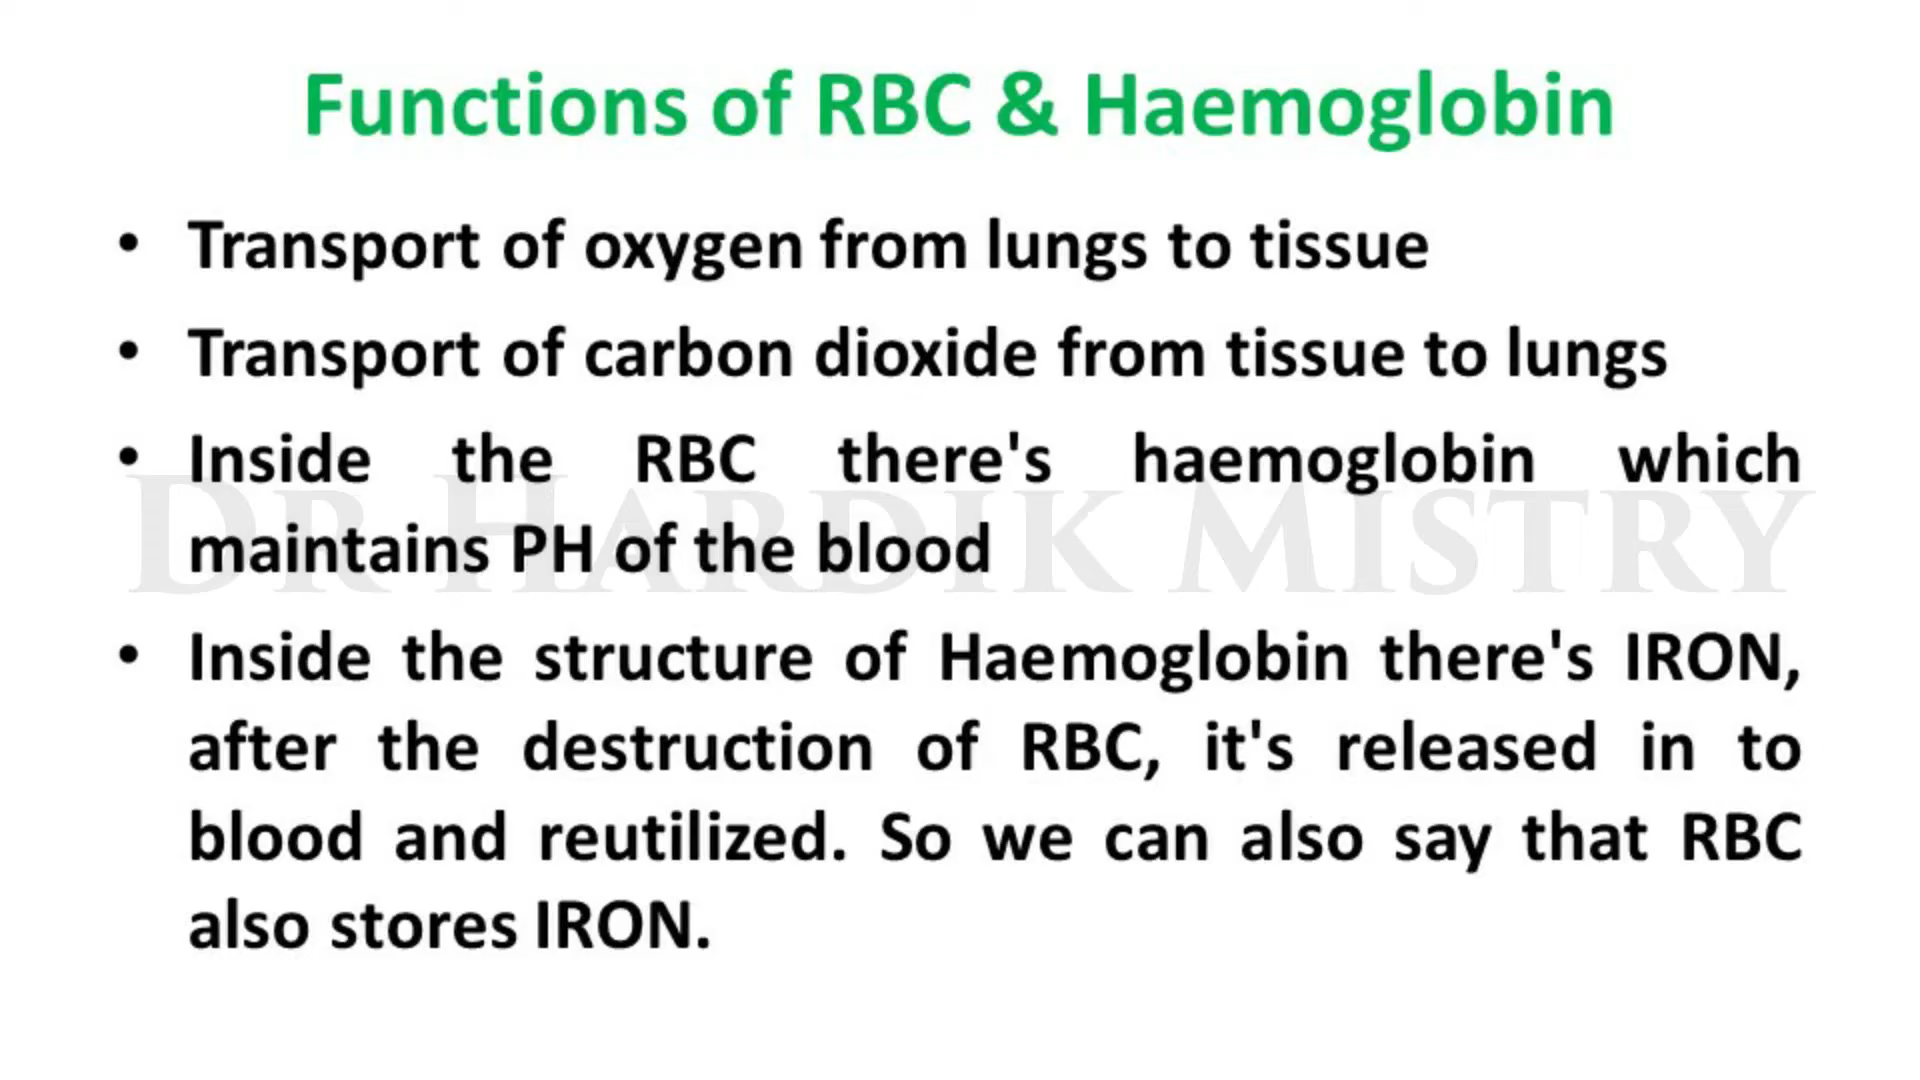 Functions of RBC & Haemoglobin
• Transport of oxygen from lungs to tissue
• Transport of carbon dioxide from tissue to lungs
• Inside the RBC there's haemoglobin which
maintains PH of the blood
DR HARDIK MISTRY
• Inside the structure of Haemoglobin there's IRON,
after the destruction of RBC, it's released in to
blood and reutilized. So we can also say that RBC
also stores IRON.